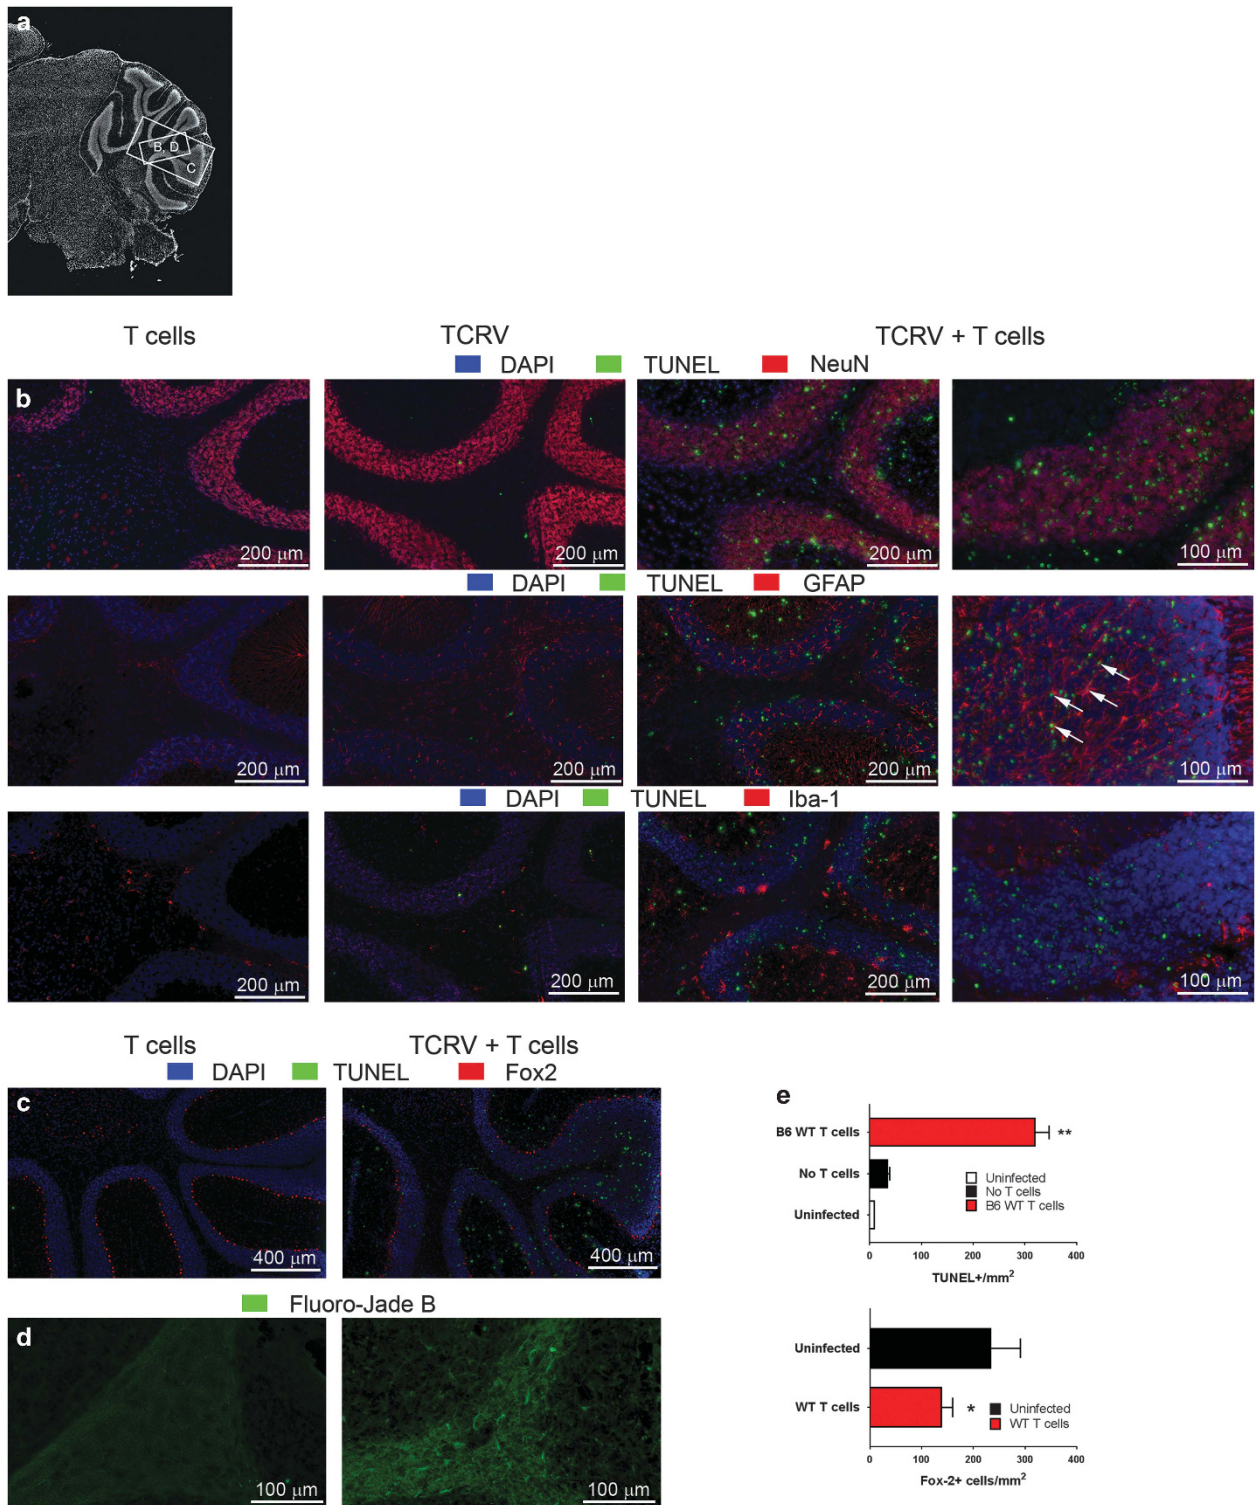 a
B, D
C
T cells TCRV TCRV + T cells
DAPI TUNEL NeuN
b
200 μm 200 μm 200 μm 100 μm
DAPI TUNEL GFAP
200 μm 200 μm 200 μm 100 μm
DAPI TUNEL Iba-1
200 μm 200 μm 200 μm 100 μm
T cells TCRV + T cells
DAPI TUNEL Fox2
c
400 μm 400 μm
Fluoro-Jade B
d
100 μm 100 μm
e
B6 WT T cells **
No T cells
Uninfected
Uninfected
No T cells
B6 WT T cells
0 100 200 300 400
TUNEL+/mm²
Uninfected
WT T cells *
Uninfected
WT T cells
0 100 200 300 400
Fox-2+ cells/mm²